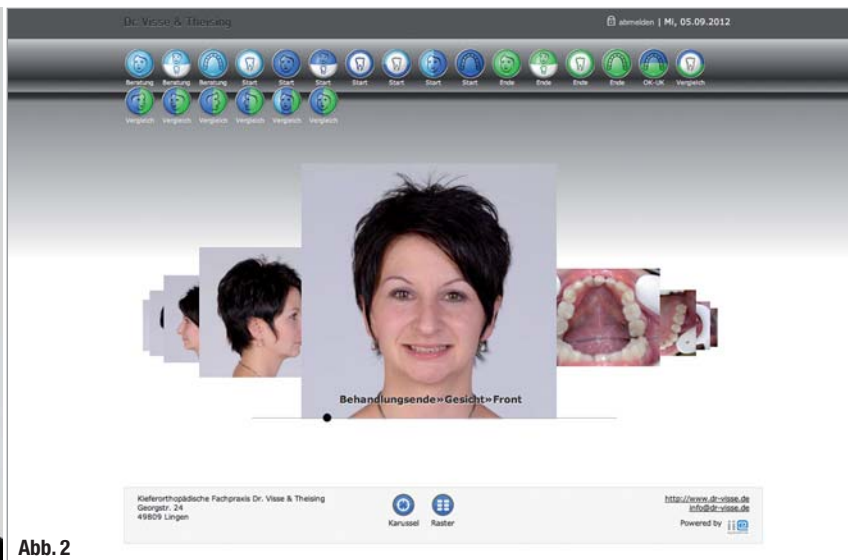 Dr. Visse & Theising
abmelden | Mi, 05.09.2012
Beratung Beratung Beratung Start Start Start Start Start Start Start Ende Ende Ende Ende OK-UK Vergleich
Vergleich Vergleich Vergleich Vergleich Vergleich Vergleich
Behandlungsende»Gesicht»Front
Kieferorthopädische Fachpraxis Dr. Visse & Theising
Georgstr. 24
49809 Lingen
Karussel Raster
http://www.dr-visse.de
info@dr-visse.de
Powered by
Abb. 2